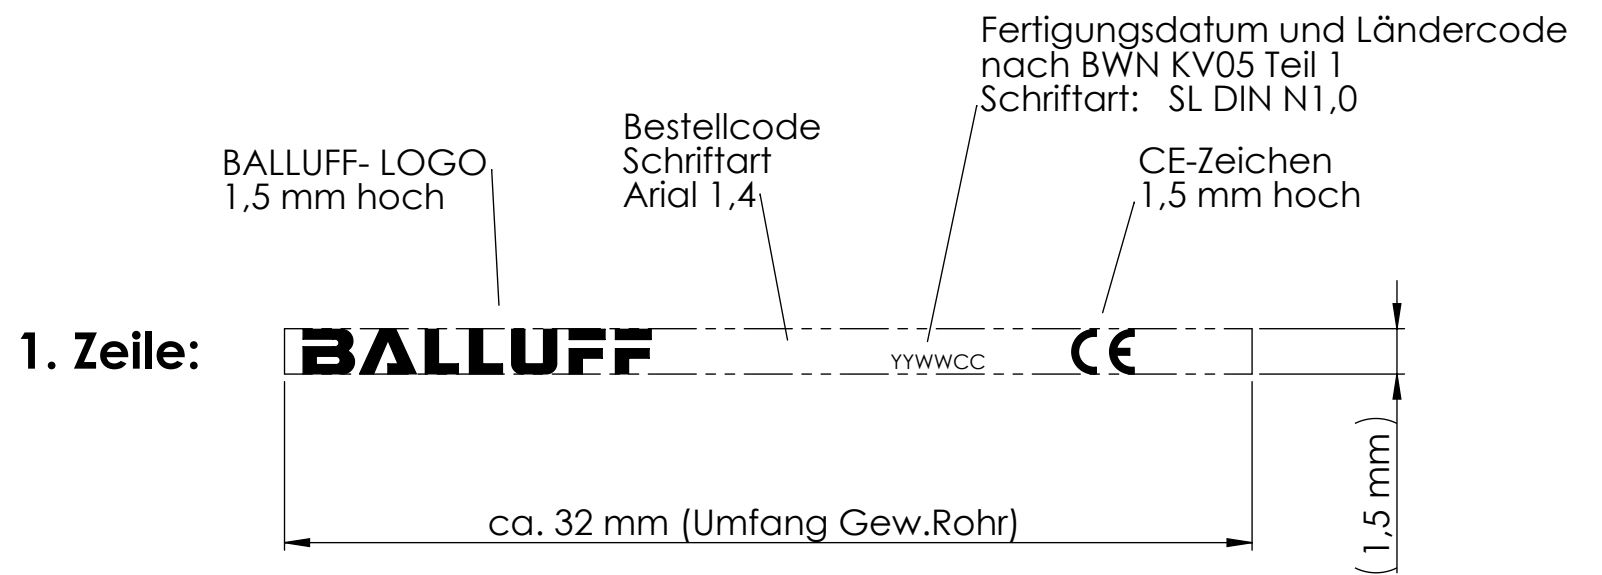 Fertigungsdatum und Ländercode
nach BWN KV05 Teil 1
Schriftart: SL DIN N1,0
Bestellcode
Schriftart
Arial 1,4
BALLUFF- LOGO
1,5 mm hoch
CE-Zeichen
1,5 mm hoch
1. Zeile:
BALLUFF
YYWWCC
CE
ca. 32 mm (Umfang Gew.Rohr)
( 1,5 mm )